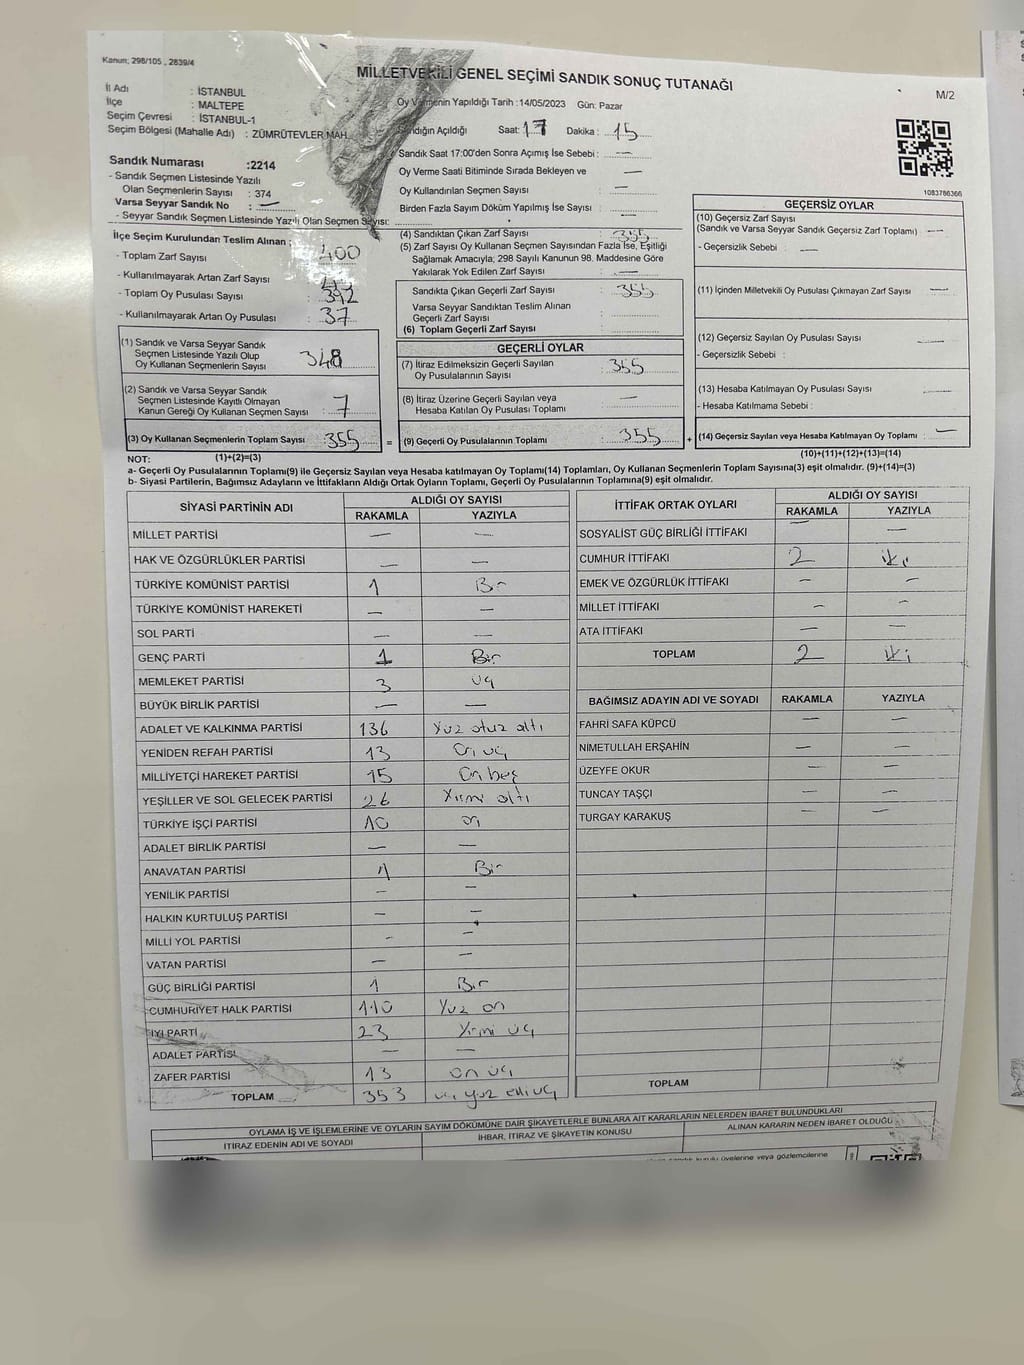 Kanun; 298/105 , 2839/4
MİLLETVEKİLİ GENEL SEÇİMİ SANDIK SONUÇ TUTANAĞI
M/2
İl Adı : İSTANBUL
İlçe : MALTEPE
Seçim Çevresi : İSTANBUL-1
Seçim Bölgesi (Mahalle Adı) : ZÜMRÜTEVLER MAH.
Sandık Numarası :2214
- Sandık Seçmen Listesinde Yazılı
Olan Seçmenlerin Sayısı : 374
Varsa Seyyar Sandık No : —
- Seyyar Sandık Seçmen Listesinde Yazılı Olan Seçmen Sayısı:
İlçe Seçim Kurulundan Teslim Alınan ;
- Toplam Zarf Sayısı : 400
- Kullanılmayarak Artan Zarf Sayısı :
- Toplam Oy Pusulası Sayısı :
- Kullanılmayarak Artan Oy Pusulası : 37
(1) Sandık ve Varsa Seyyar Sandık
Seçmen Listesinde Yazılı Olup
Oy Kullanan Seçmenlerin Sayısı 348
(2) Sandık ve Varsa Seyyar Sandık
Seçmen Listesinde Kayıtlı Olmayan
Kanun Gereği Oy Kullanan Seçmen Sayısı : 7
(3) Oy Kullanan Seçmenlerin Toplam Sayısı : 355 =
Oy Vermenin Yapıldığı Tarih :14/05/2023 Gün: Pazar
Sandığın Açıldığı Saat: 17 Dakika : 15
Sandık Saat 17:00'den Sonra Açımış İse Sebebi : —
Oy Verme Saati Bitiminde Sırada Bekleyen ve —
Oy Kullandırılan Seçmen Sayısı : —
Birden Fazla Sayım Döküm Yapılmış İse Sayısı : —
(4) Sandıktan Çıkan Zarf Sayısı : 355
(5) Zarf Sayısı Oy Kullanan Seçmen Sayısından Fazla İse, Eşitliği
Sağlamak Amacıyla; 298 Sayılı Kanunun 98. Maddesine Göre
Yakılarak Yok Edilen Zarf Sayısı : —
Sandıkta Çıkan Geçerli Zarf Sayısı : 355
Varsa Seyyar Sandıktan Teslim Alınan
Geçerli Zarf Sayısı :
(6) Toplam Geçerli Zarf Sayısı :
GEÇERLİ OYLAR
(7) İtiraz Edilmeksizin Geçerli Sayılan
Oy Pusulalarının Sayısı : 355
(8) İtiraz Üzerine Geçerli Sayılan veya —
Hesaba Katılan Oy Pusulası Toplamı :
(9) Geçerli Oy Pusulalarının Toplamı : 355 +
1083786366
GEÇERSİZ OYLAR
(10) Geçersiz Zarf Sayısı
(Sandık ve Varsa Seyyar Sandık Geçersiz Zarf Toplamı) : —
- Geçersizlik Sebebi : —
(11) İçinden Milletvekili Oy Pusulası Çıkmayan Zarf Sayısı : —
(12) Geçersiz Sayılan Oy Pusulası Sayısı : —
- Geçersizlik Sebebi :
(13) Hesaba Katılmayan Oy Pusulası Sayısı : —
- Hesaba Katılmama Sebebi :
(14) Geçersiz Sayılan veya Hesaba Katılmayan Oy Toplamı : —
NOT: (1)+(2)=(3) (10)+(11)+(12)+(13)=(14)
a- Geçerli Oy Pusulalarının Toplamı(9) ile Geçersiz Sayılan veya Hesaba katılmayan Oy Toplamı(14) Toplamları, Oy Kullanan Seçmenlerin Toplam Sayısına(3) eşit olmalıdır. (9)+(14)=(3)
b- Siyasi Partilerin, Bağımsız Adayların ve İttifakların Aldığı Ortak Oyların Toplamı, Geçerli Oy Pusulalarının Toplamına(9) eşit olmalıdır.
SİYASİ PARTİNİN ADI ALDIĞI OY SAYISI
RAKAMLA YAZIYLA
MİLLET PARTİSİ — —
HAK VE ÖZGÜRLÜKLER PARTİSİ — —
TÜRKİYE KOMÜNİST PARTİSİ 1 Bir
TÜRKİYE KOMÜNİST HAREKETİ — —
SOL PARTİ — —
GENÇ PARTİ 1 Bir
MEMLEKET PARTİSİ 3 üç
BÜYÜK BİRLİK PARTİSİ — —
ADALET VE KALKINMA PARTİSİ 136 Yüz otuz altı
YENİDEN REFAH PARTİSİ 13 On üç
MİLLİYETÇİ HAREKET PARTİSİ 15 On beş
YEŞİLLER VE SOL GELECEK PARTİSİ 26 Yirmi altı
TÜRKİYE İŞÇİ PARTİSİ 10 on
ADALET BİRLİK PARTİSİ — —
ANAVATAN PARTİSİ 1 Bir
YENİLİK PARTİSİ — —
HALKIN KURTULUŞ PARTİSİ — —
MİLLİ YOL PARTİSİ — —
VATAN PARTİSİ — —
GÜÇ BİRLİĞİ PARTİSİ 1 Bir
CUMHURİYET HALK PARTİSİ 110 Yüz on
İYİ PARTİ 23 Yirmi üç
ADALET PARTİSİ — —
ZAFER PARTİSİ 13 on üç
TOPLAM 353 üç yüz elli üç
İTTİFAK ORTAK OYLARI ALDIĞI OY SAYISI
RAKAMLA YAZIYLA
SOSYALİST GÜÇ BİRLİĞİ İTTİFAKI — —
CUMHUR İTTİFAKI 2 iki
EMEK VE ÖZGÜRLÜK İTTİFAKI — —
MİLLET İTTİFAKI — —
ATA İTTİFAKI — —
TOPLAM 2 iki
BAĞIMSIZ ADAYIN ADI VE SOYADI RAKAMLA YAZIYLA
FAHRİ SAFA KÜPCÜ — —
NİMETULLAH ERŞAHİN — —
ÜZEYFE OKUR — —
TUNCAY TAŞÇI — —
TURGAY KARAKUŞ — —
TOPLAM
OYLAMA İŞ VE İŞLEMLERİNE VE OYLARIN SAYIM DÖKÜMÜNE DAİR ŞİKAYETLERLE BUNLARA AİT KARARLARIN NELERDEN İBARET BULUNDUKLARI
İTİRAZ EDENİN ADI VE SOYADI İHBAR, İTİRAZ VE ŞİKAYETİN KONUSU ALINAN KARARIN NEDEN İBARET OLDUĞU
sandık kurulu üyelerine veya gözlemcilerine